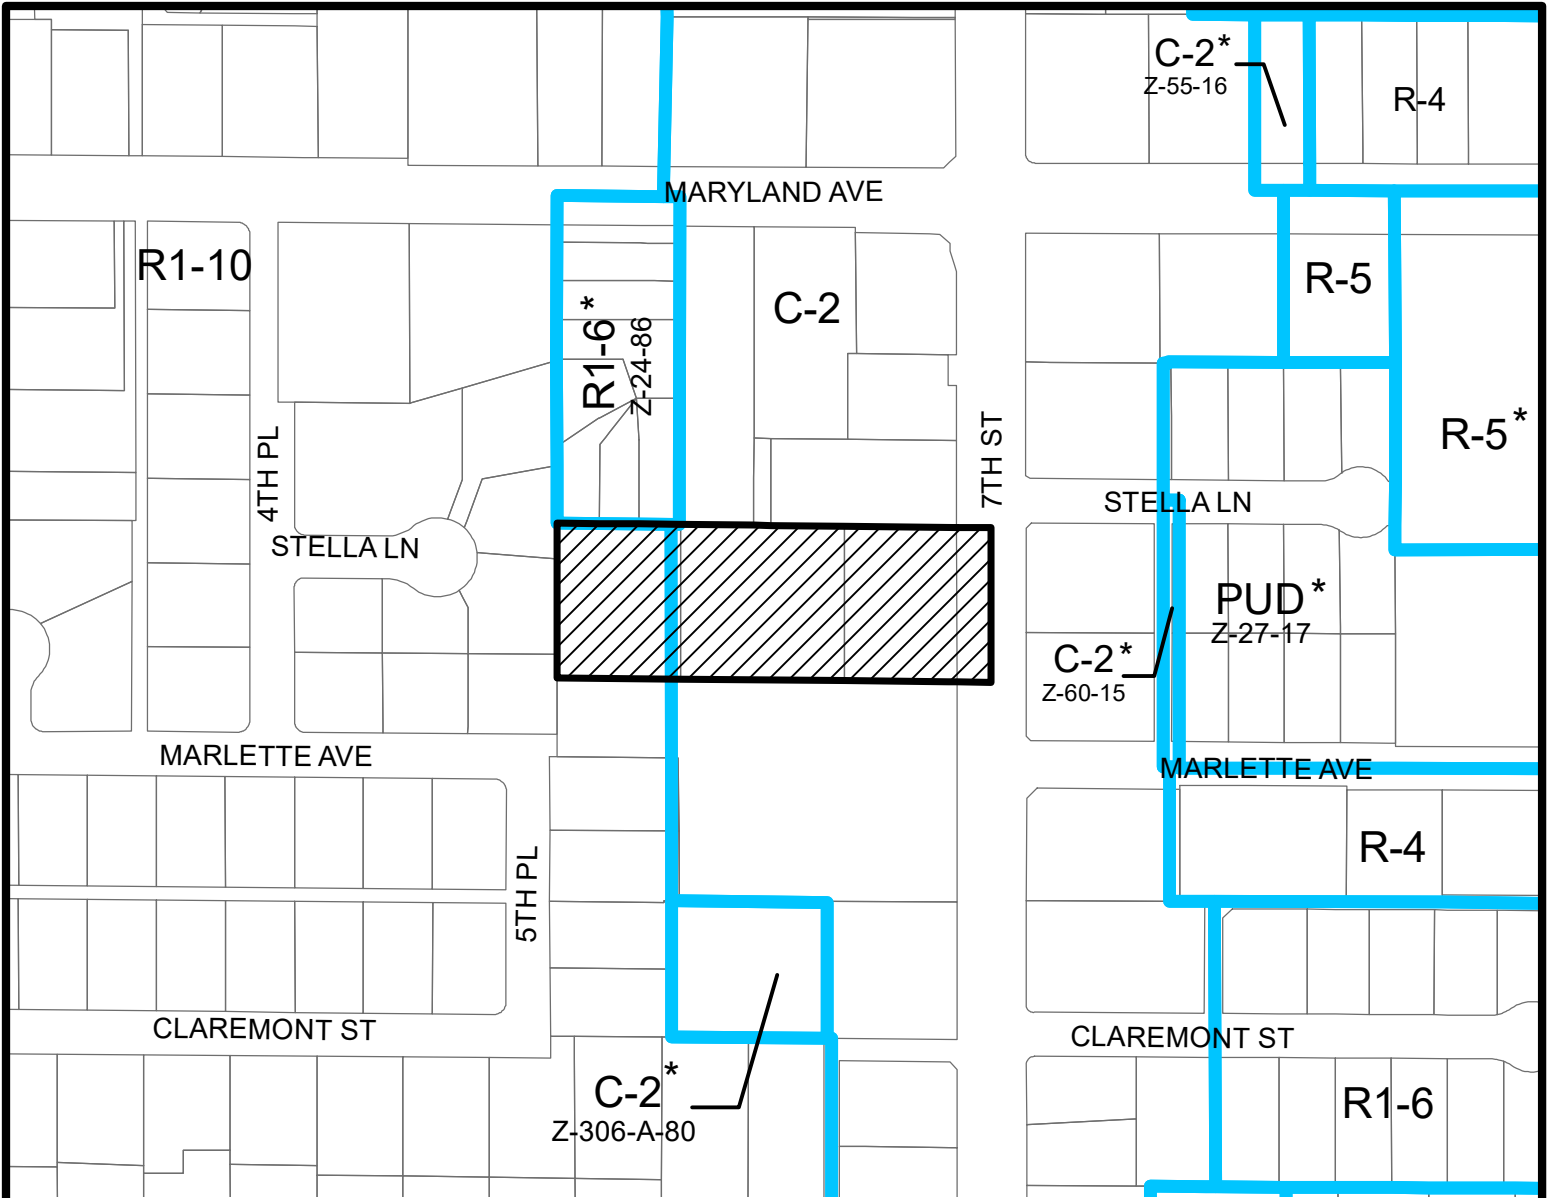 C-2*
Z-55-16
R-4
MARYLAND AVE
R1-10
R-5
C-2
R1-6*
Z-24-86
R-5*
4TH PL
7TH ST
STELLA LN
STELLA LN
PUD*
Z-27-17
C-2*
Z-60-15
MARLETTE AVE
MARLETTE AVE
R-4
5TH PL
CLAREMONT ST
CLAREMONT ST
C-2*
Z-306-A-80
R1-6